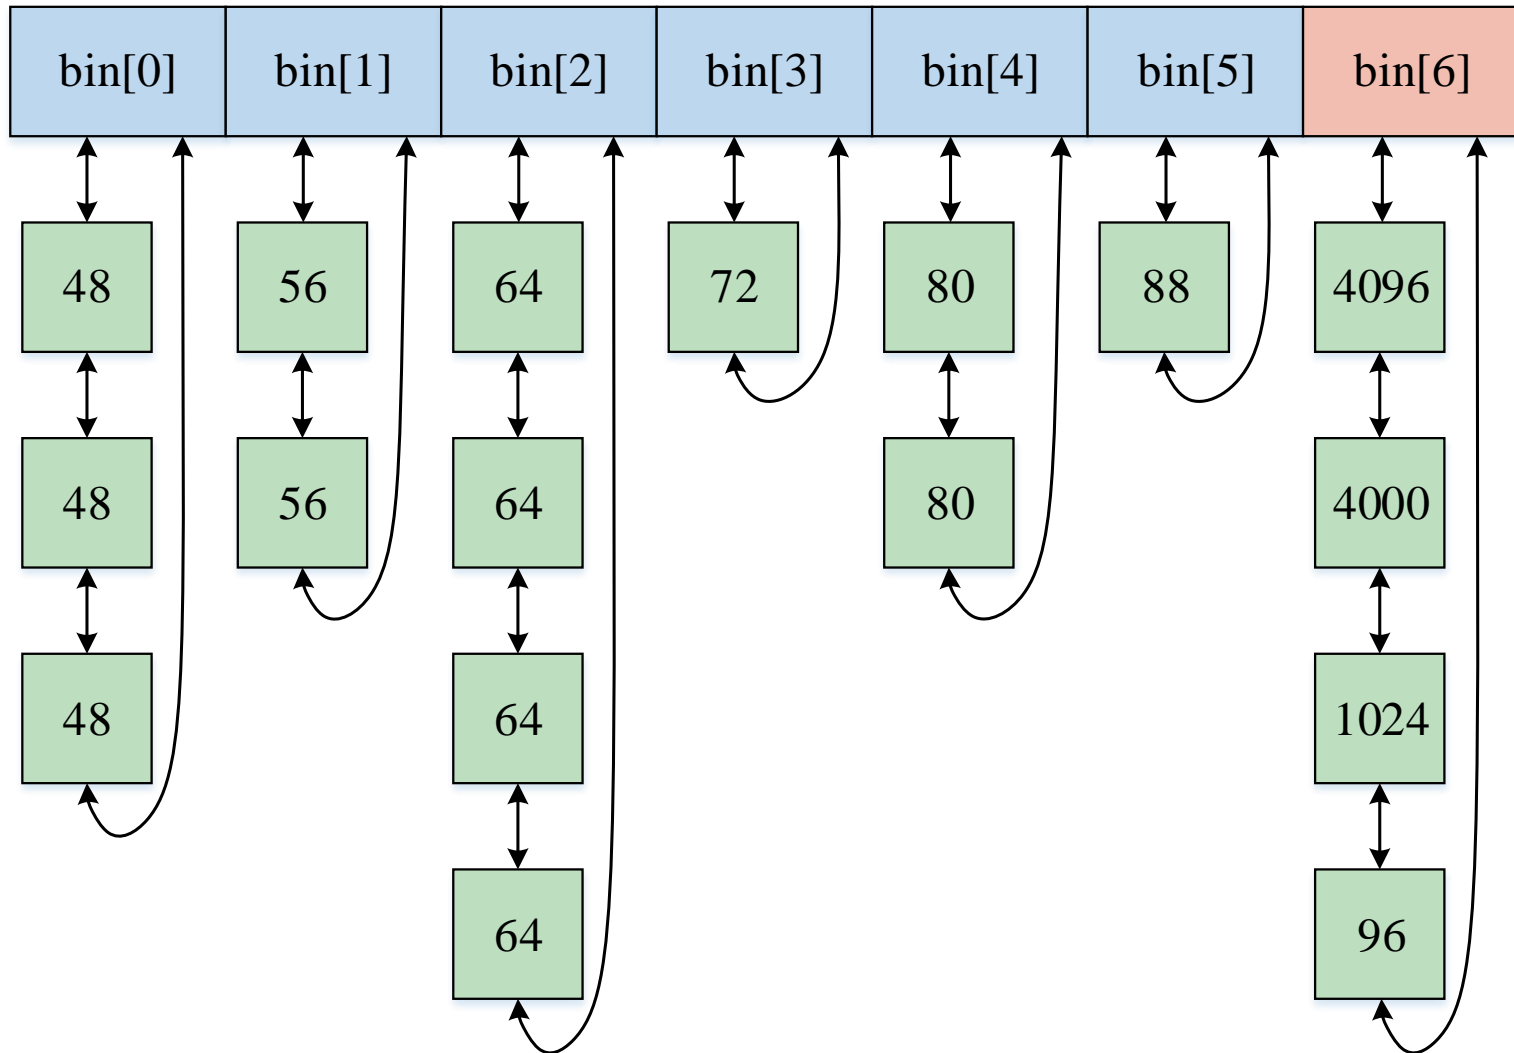 bin[0] bin[1] bin[2] bin[3] bin[4] bin[5] bin[6]
48 56 64 72 80 88 4096
48 56 64 80 4000
48 64 1024
64 96